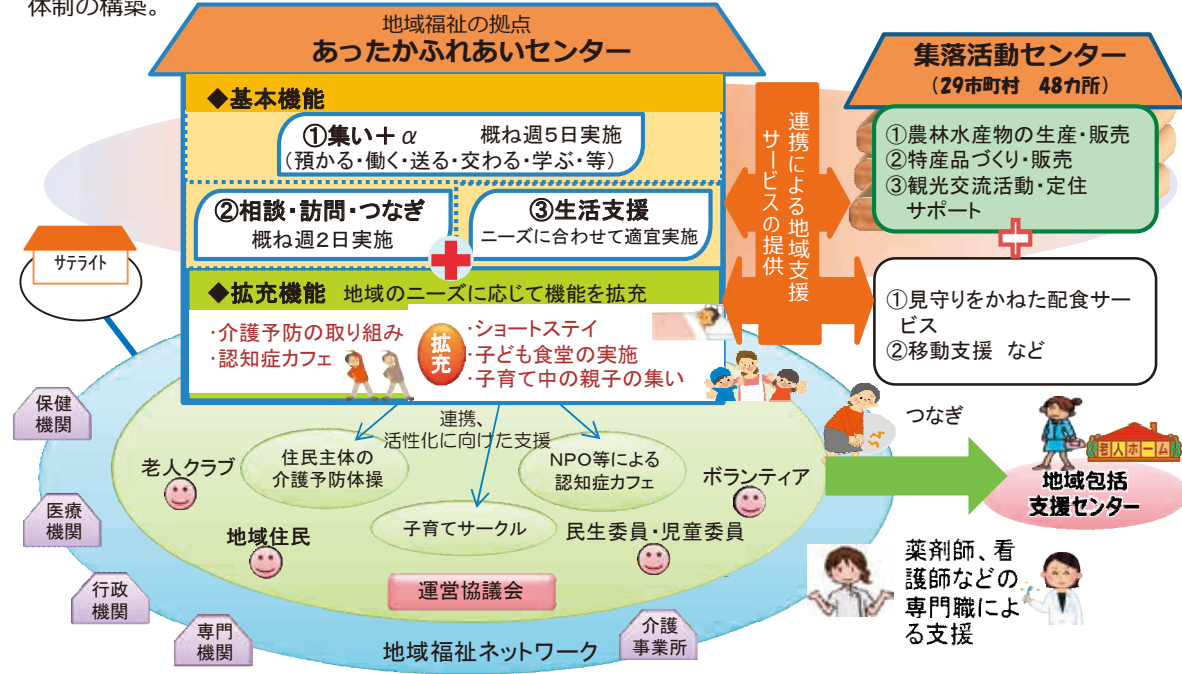 体制の構築。
地域福祉の拠点
あったかふれあいセンター
◆基本機能
①集い＋α　概ね週５日実施
（預かる・働く・送る・交わる・学ぶ・等）
②相談・訪問・つなぎ
概ね週２日実施
③生活支援
ニーズに合わせて適宜実施
◆拡充機能 地域のニーズに応じて機能を拡充
・介護予防の取り組み
・認知症カフェ
拡充
・ショートステイ
・子ども食堂の実施
・子育て中の親子の集い
連携による地域支援
サービスの提供
集落活動センター
（29市町村　48カ所）
①農林水産物の生産・販売
②特産品づくり・販売
③観光交流活動・定住
サポート
①見守りをかねた配食サー
ビス
②移動支援 など
サテライト
連携、
活性化に向けた支援
住民主体の
介護予防体操
NPO等による
認知症カフェ
子育てサークル
老人クラブ
地域住民
ボランティア
民生委員・児童委員
運営協議会
地域福祉ネットワーク
保健
機関
医療
機関
行政
機関
専門
機関
介護
事業所
つなぎ
老人ホーム
地域包括
支援センター
薬剤師、看
護師などの
専門職によ
る支援